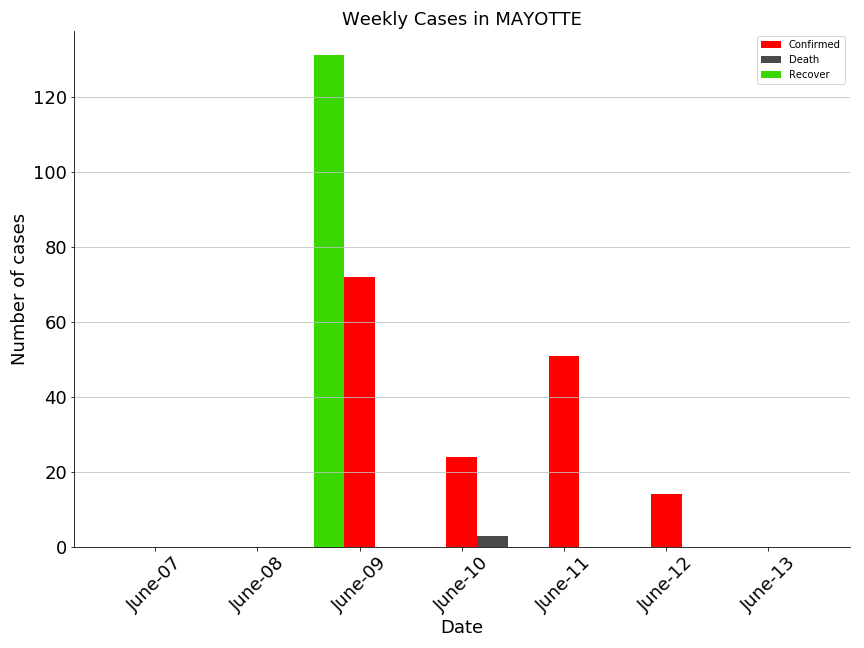 Weekly Cases in MAYOTTE
Confirmed
Death
Recover
Number of cases
120
100
80
60
40
20
0
June-07
June-08
June-09
June-10
June-11
June-12
June-13
Date